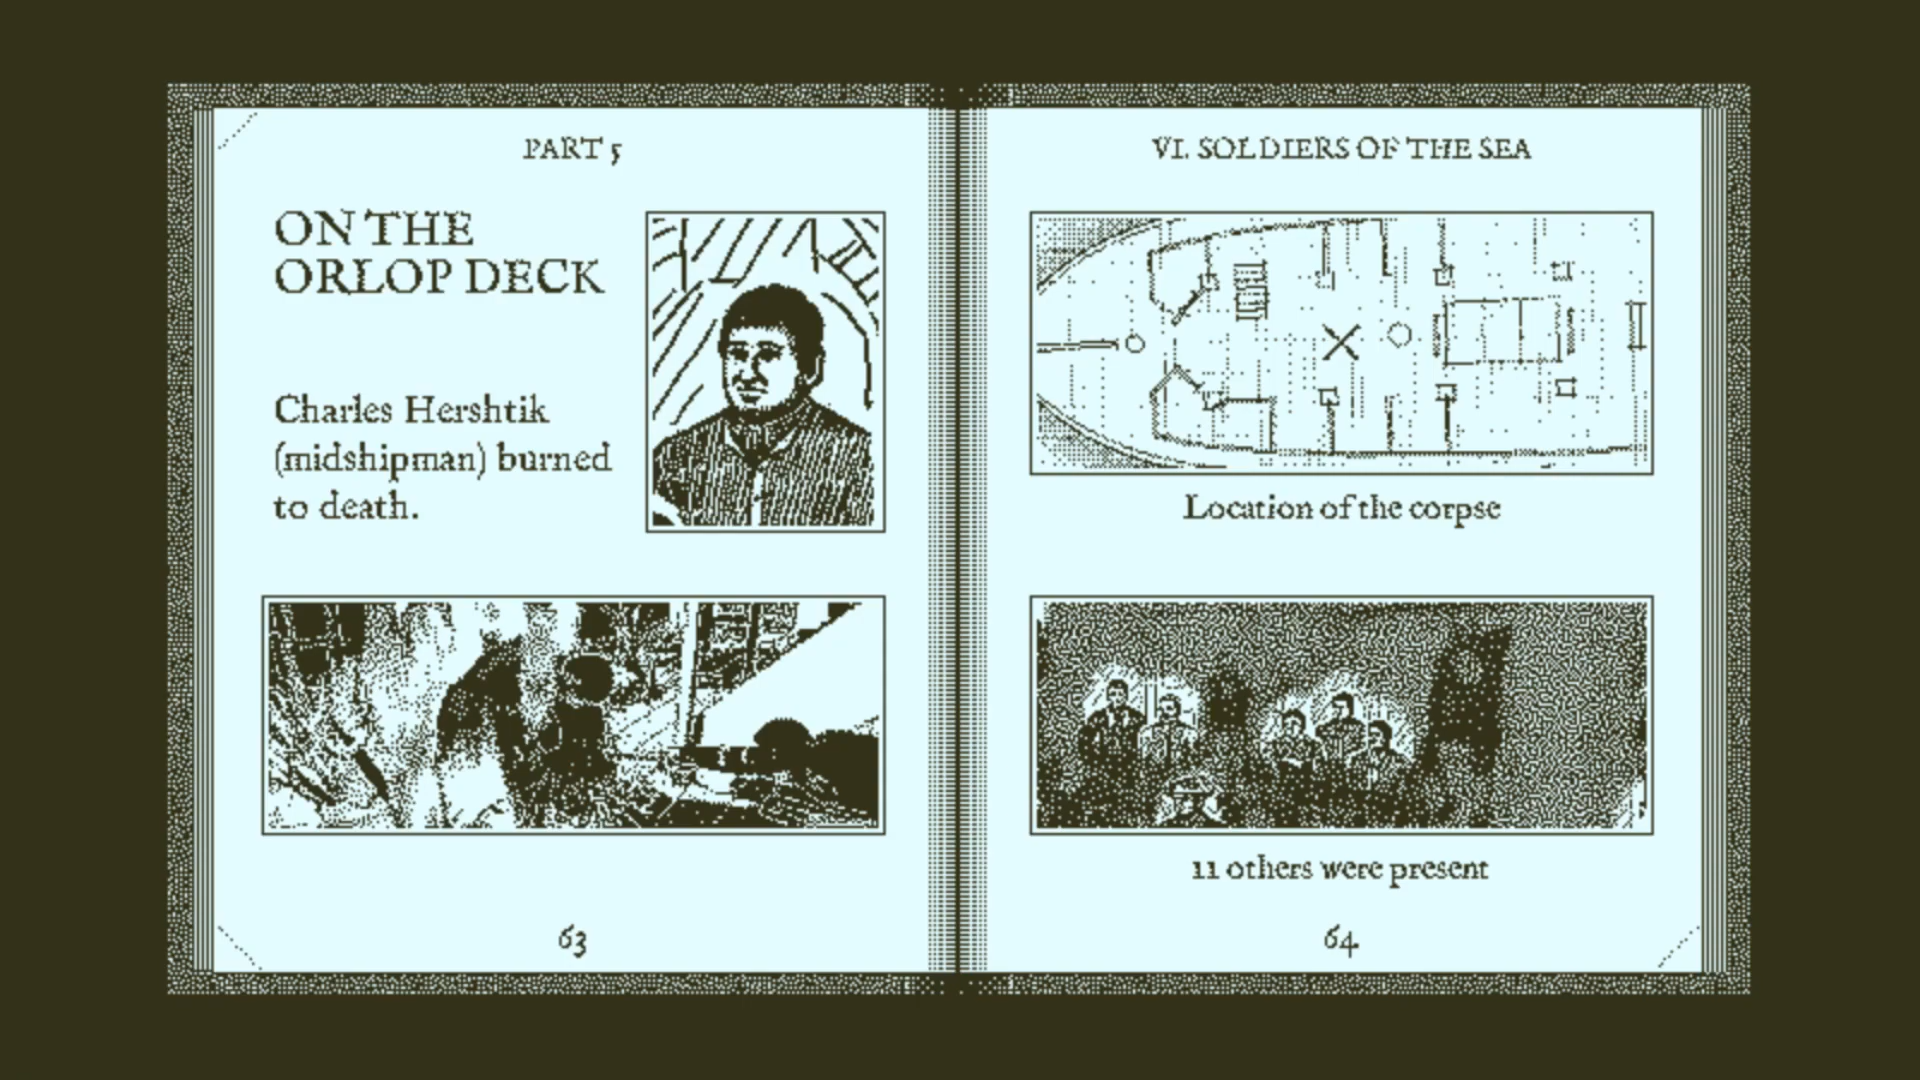 PART 5
ON THE
ORLOP DECK
Charles Hershtik
(midshipman) burned
to death.
63
VI. SOLDIERS OF THE SEA
Location of the corpse
11 others were present
64